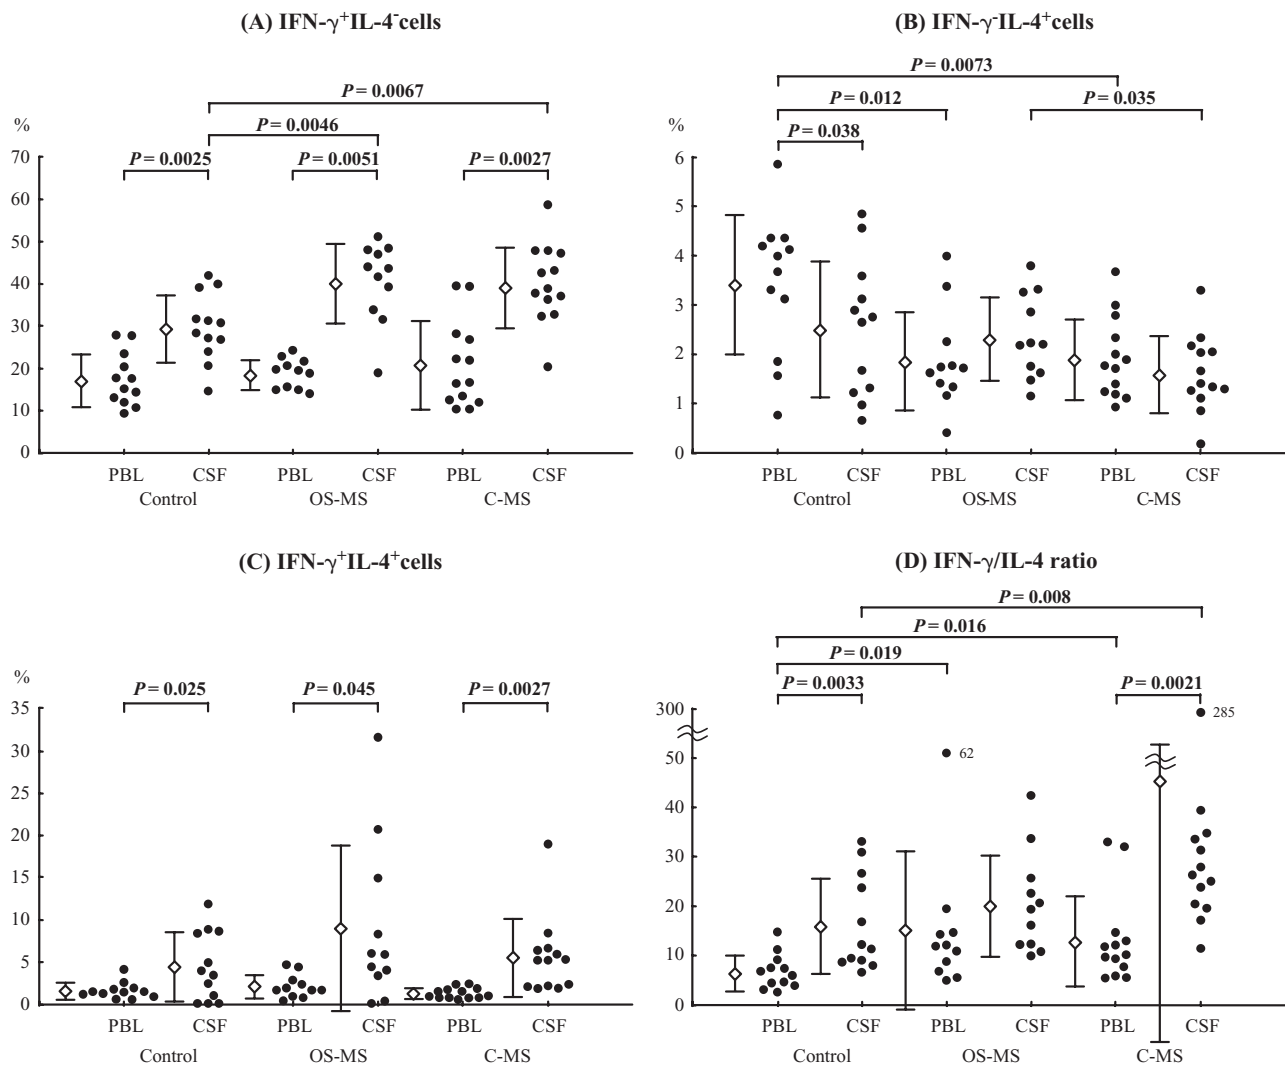 (A) IFN-γ⁺IL-4⁻cells
P = 0.0067
%
P = 0.0046
P = 0.0025 P = 0.0051 P = 0.0027
70
60
50
40
30
20
10
0
PBL CSF PBL CSF PBL CSF
Control OS-MS C-MS
(B) IFN-γ⁻IL-4⁺cells
P = 0.0073
P = 0.012 P = 0.035
%
P = 0.038
6
5
4
3
2
1
0
PBL CSF PBL CSF PBL CSF
Control OS-MS C-MS
(C) IFN-γ⁺IL-4⁺cells
%
P = 0.025 P = 0.045 P = 0.0027
35
30
25
20
15
10
5
0
PBL CSF PBL CSF PBL CSF
Control OS-MS C-MS
(D) IFN-γ/IL-4 ratio
P = 0.008
P = 0.016
P = 0.019
P = 0.0033 P = 0.0021
300 285
50 62
40
30
20
10
0
PBL CSF PBL CSF PBL CSF
Control OS-MS C-MS